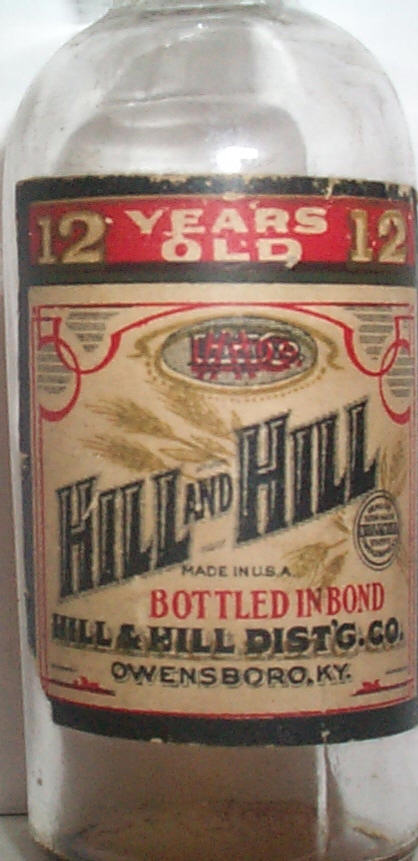 12 YEARS OLD 12
HILL AND HILL
MADE IN U.S.A.
BOTTLED IN BOND
HILL & HILL DIST'G. CO.
OWENSBORO, KY.